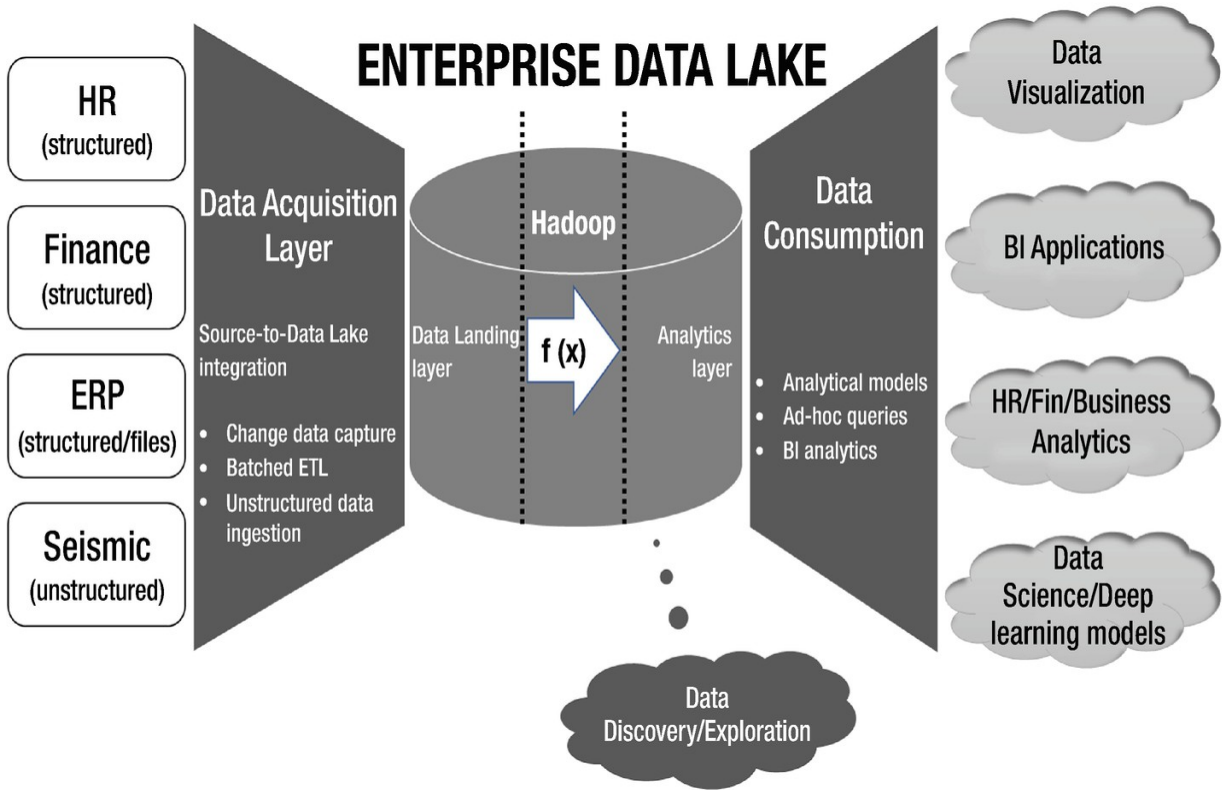 ENTERPRISE DATA LAKE
HR
(structured)
Finance
(structured)
ERP
(structured/files)
Seismic
(unstructured)
Data Acquisition
Layer
Source-to-Data Lake
integration
• Change data capture
• Batched ETL
• Unstructured data
ingestion
Hadoop
Data Landing
layer
f (x)
Analytics
layer
Data
Consumption
• Analytical models
• Ad-hoc queries
• BI analytics
Data
Visualization
BI Applications
HR/Fin/Business
Analytics
Data
Science/Deep
learning models
Data
Discovery/Exploration